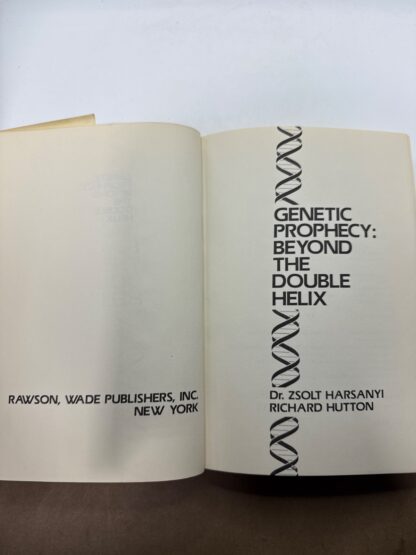 RAWSON, WADE PUBLISHERS, INC.
NEW YORK
GENETIC
PROPHECY:
BEYOND
THE
DOUBLE
HELIX
Dr. ZSOLT HARSANYI
RICHARD HUTTON